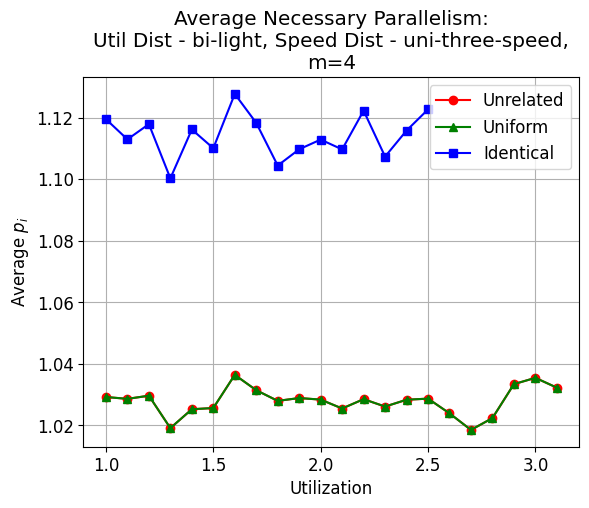 Average Necessary Parallelism:
Util Dist - bi-light, Speed Dist - uni-three-speed,
m=4
Unrelated
Uniform
Identical
1.12
1.10
1.08
1.06
1.04
1.02
Average p_i
1.0
1.5
2.0
2.5
3.0
Utilization